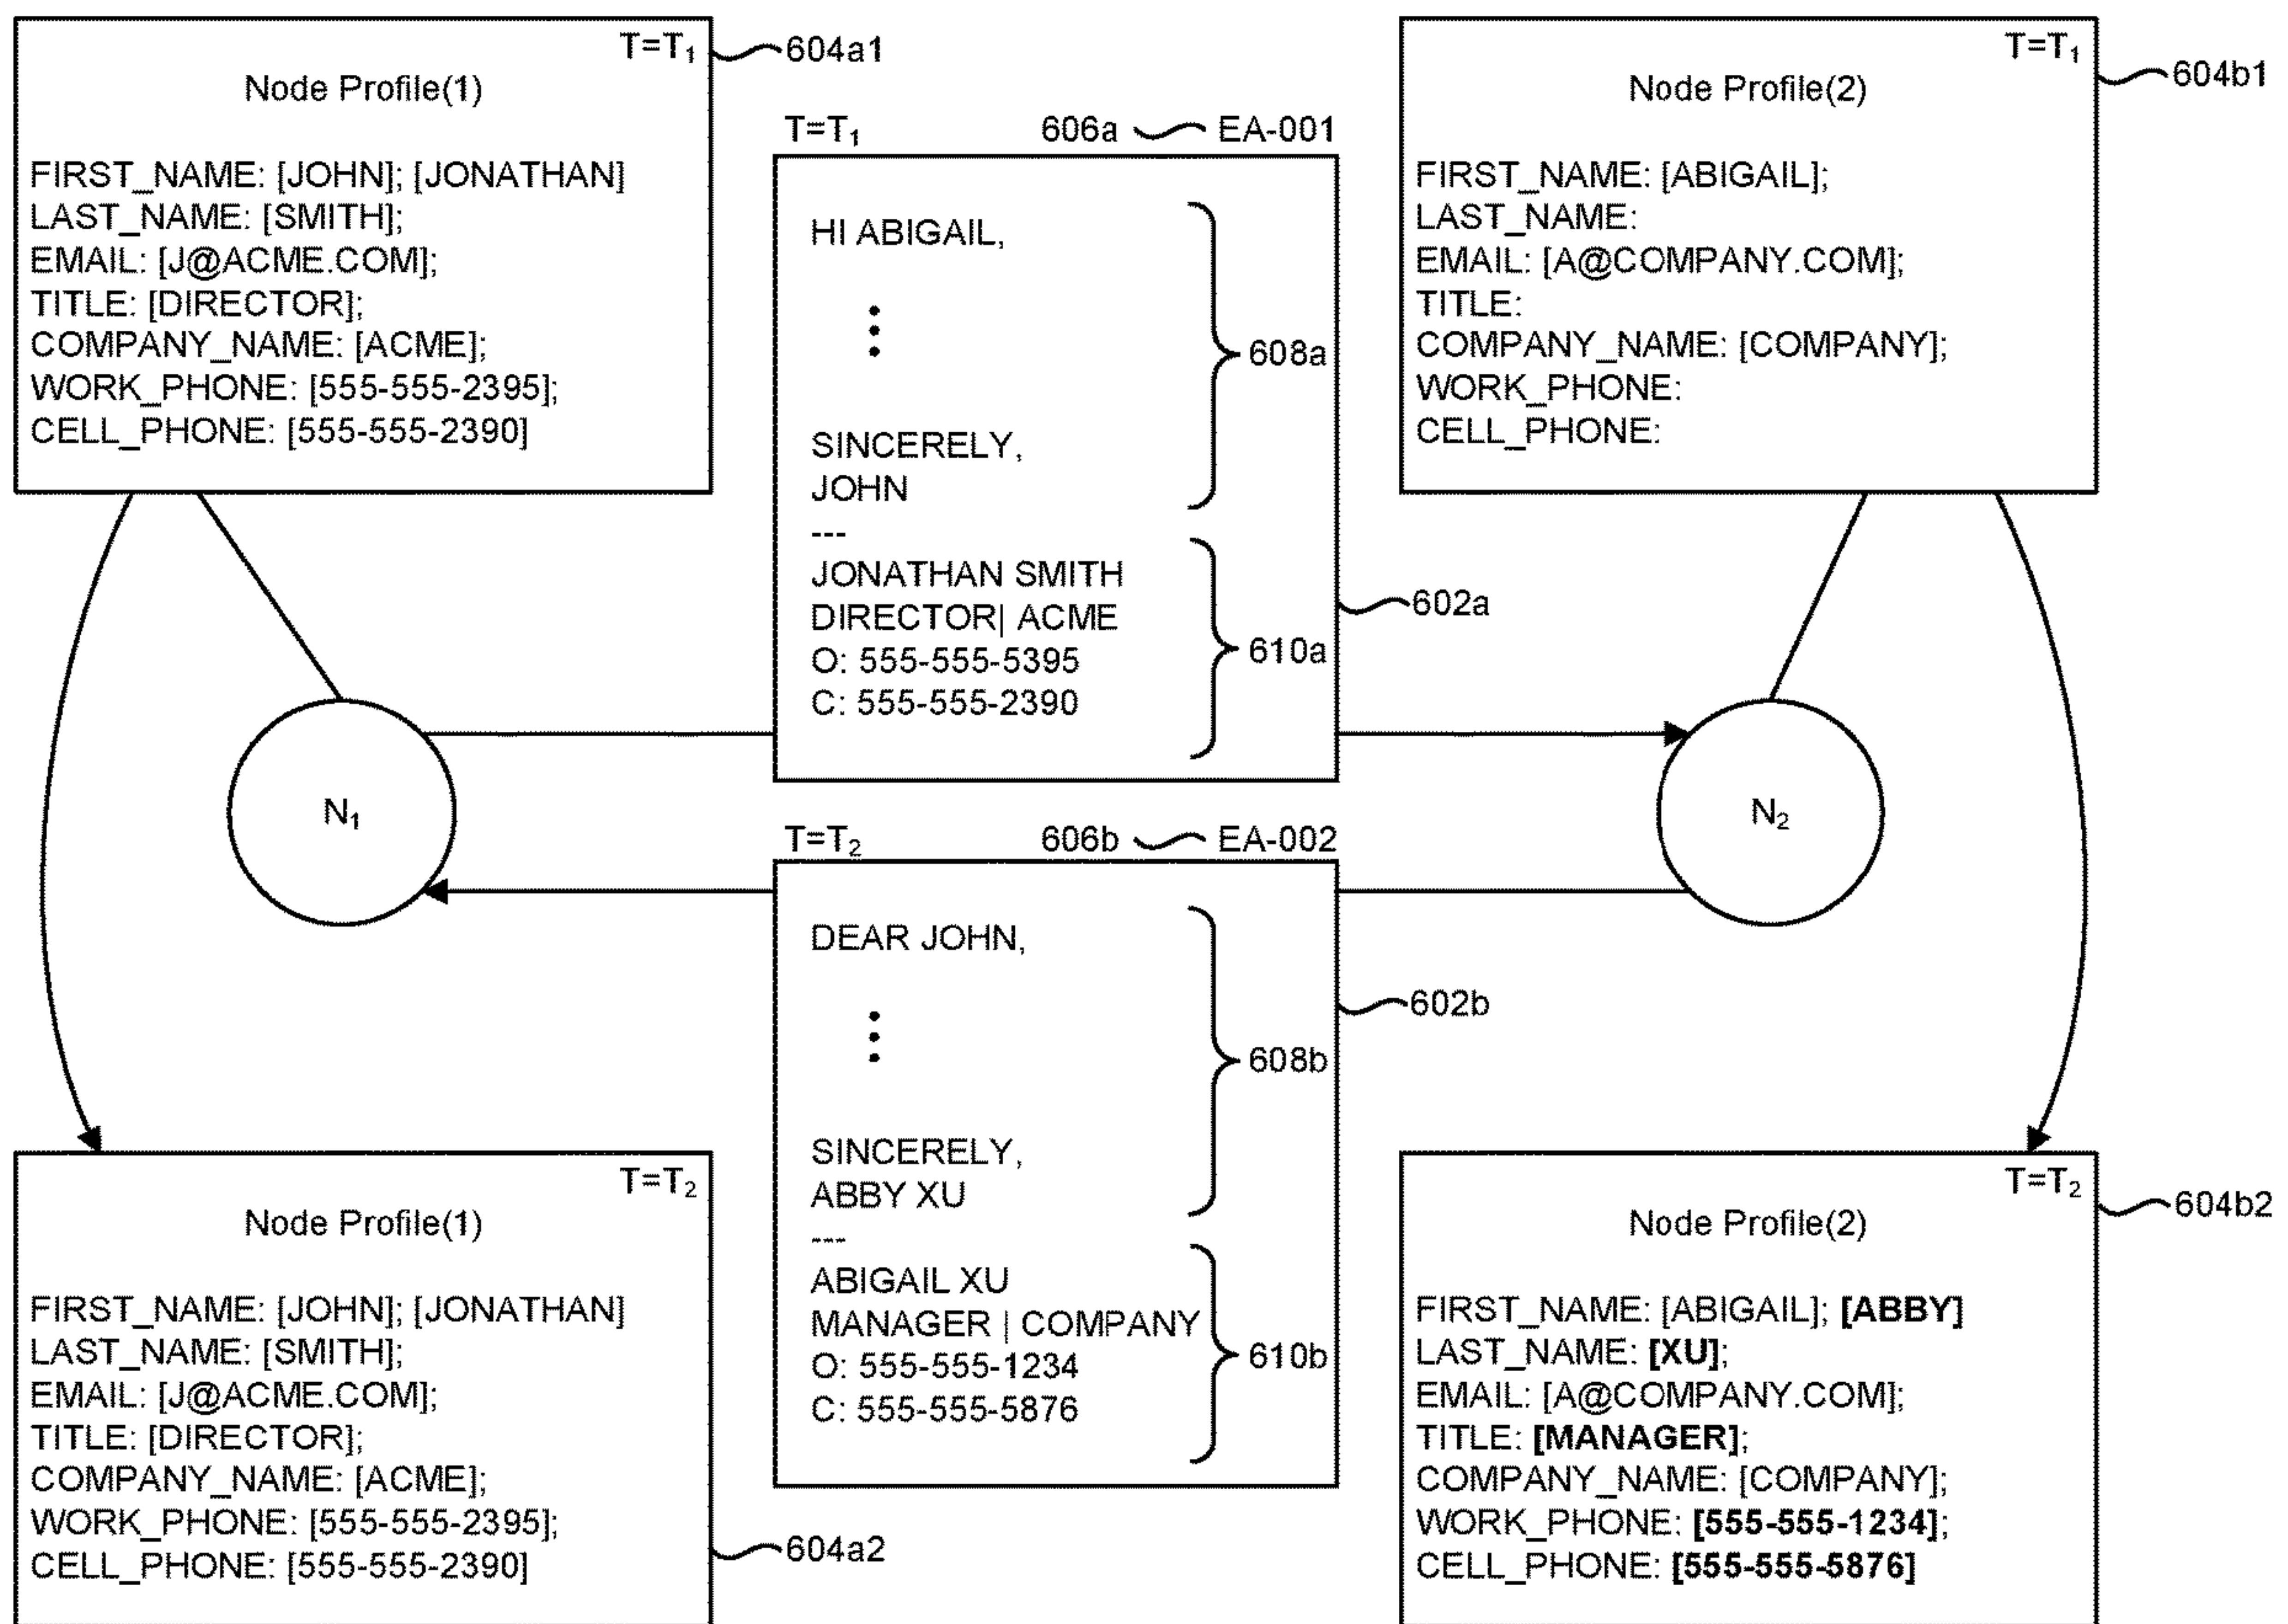 T=T₁
604a1
Node Profile(1)
FIRST_NAME: [JOHN]; [JONATHAN]
LAST_NAME: [SMITH];
EMAIL: [J@ACME.COM];
TITLE: [DIRECTOR];
COMPANY_NAME: [ACME];
WORK_PHONE: [555-555-2395];
CELL_PHONE: [555-555-2390]
T=T₁
606a
EA-001
HI ABIGAIL,
608a
SINCERELY,
JOHN
---
JONATHAN SMITH
DIRECTOR| ACME
O: 555-555-5395
C: 555-555-2390
610a
602a
T=T₁
604b1
Node Profile(2)
FIRST_NAME: [ABIGAIL];
LAST_NAME:
EMAIL: [A@COMPANY.COM];
TITLE:
COMPANY_NAME: [COMPANY];
WORK_PHONE:
CELL_PHONE:
N₁
N₂
T=T₂
606b
EA-002
DEAR JOHN,
602b
608b
SINCERELY,
ABBY XU
---
ABIGAIL XU
MANAGER | COMPANY
O: 555-555-1234
C: 555-555-5876
610b
T=T₂
Node Profile(1)
FIRST_NAME: [JOHN]; [JONATHAN]
LAST_NAME: [SMITH];
EMAIL: [J@ACME.COM];
TITLE: [DIRECTOR];
COMPANY_NAME: [ACME];
WORK_PHONE: [555-555-2395];
CELL_PHONE: [555-555-2390]
604a2
T=T₂
604b2
Node Profile(2)
FIRST_NAME: [ABIGAIL]; [ABBY]
LAST_NAME: [XU];
EMAIL: [A@COMPANY.COM];
TITLE: [MANAGER];
COMPANY_NAME: [COMPANY];
WORK_PHONE: [555-555-1234];
CELL_PHONE: [555-555-5876]